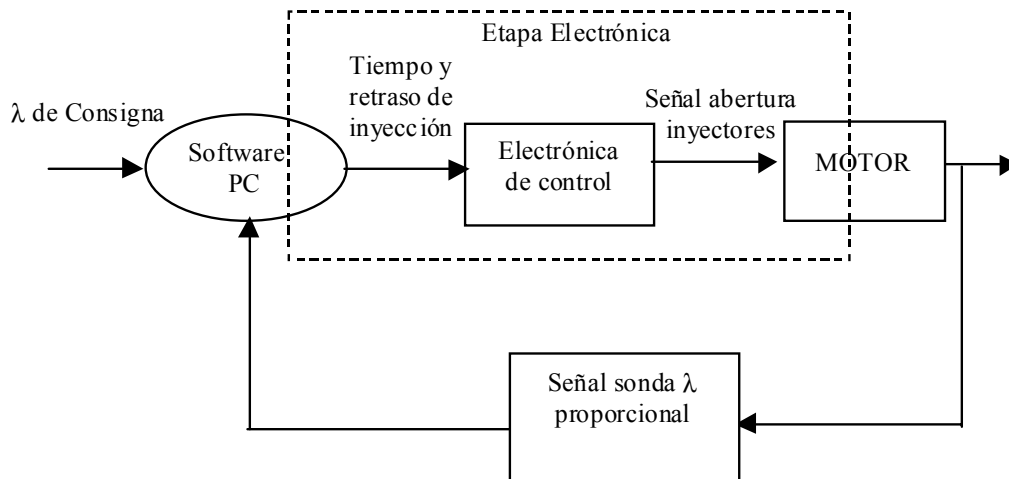 Etapa Electrónica
λ de Consigna
Software
PC
Tiempo y
retraso de
inyección
Electrónica
de control
Señal abertura
inyectores
MOTOR
Señal sonda λ
proporcional